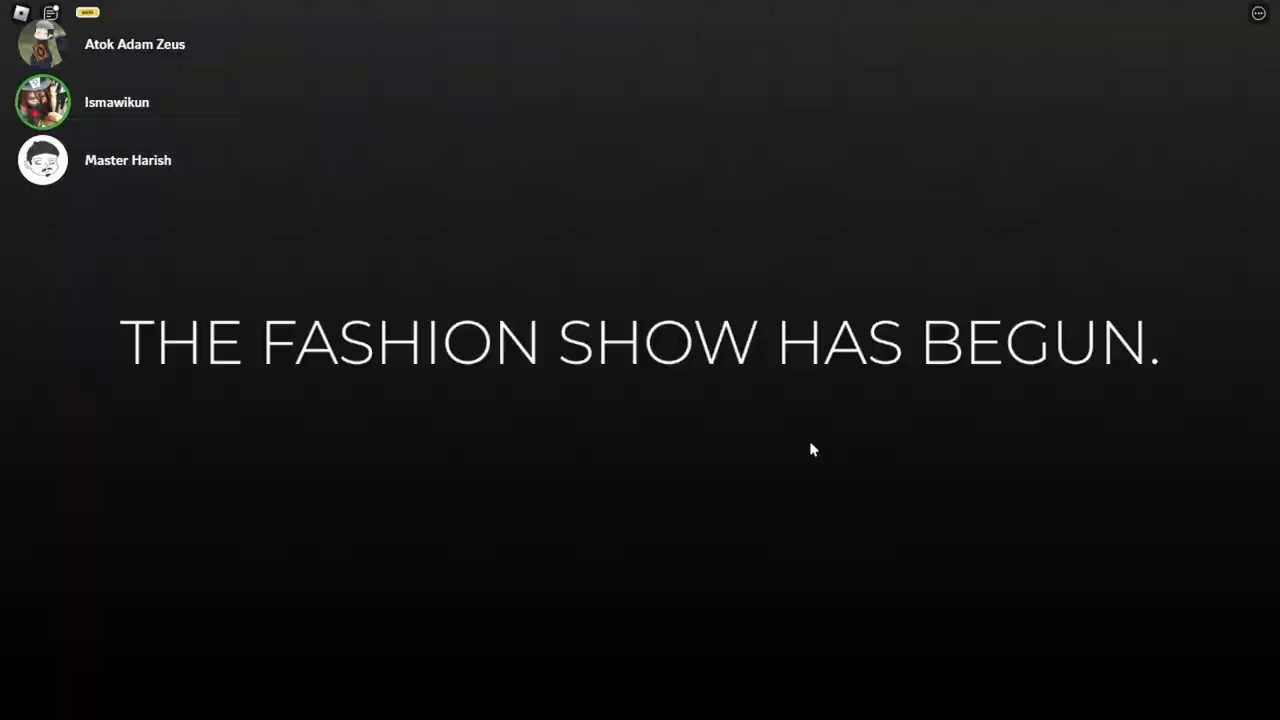 Atok Adam Zeus
Ismawikun
Master Harish
THE FASHION SHOW HAS BEGUN.